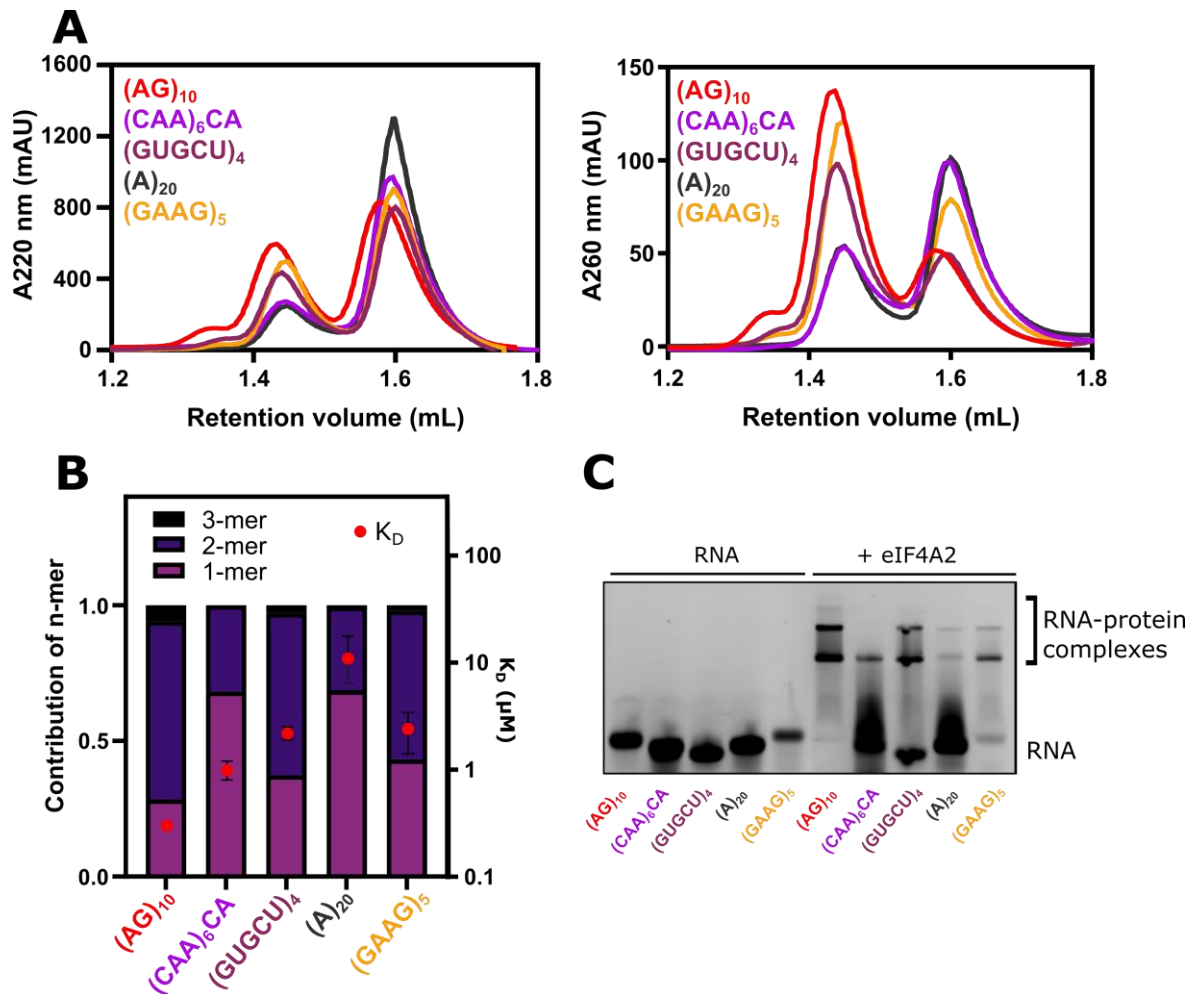 A
1600
1200
800
400
0
A220 nm (mAU)
(AG)₁₀
(CAA)₆CA
(GUGCU)₄
(A)₂₀
(GAAG)₅
1.2
1.4
1.6
1.8
Retention volume (mL)
150
100
50
0
A260 nm (mAU)
(AG)₁₀
(CAA)₆CA
(GUGCU)₄
(A)₂₀
(GAAG)₅
1.2
1.4
1.6
1.8
Retention volume (mL)
B
3-mer
2-mer
1-mer
K_D
Contribution of n-mer
1.0
0.5
0.0
100
10
1
0.1
K_D (µM)
(AG)₁₀
(CAA)₆CA
(GUGCU)₄
(A)₂₀
(GAAG)₅
C
RNA
+ eIF4A2
RNA-protein
complexes
RNA
(AG)₁₀
(CAA)₆CA
(GUGCU)₄
(A)₂₀
(GAAG)₅
(AG)₁₀
(CAA)₆CA
(GUGCU)₄
(A)₂₀
(GAAG)₅